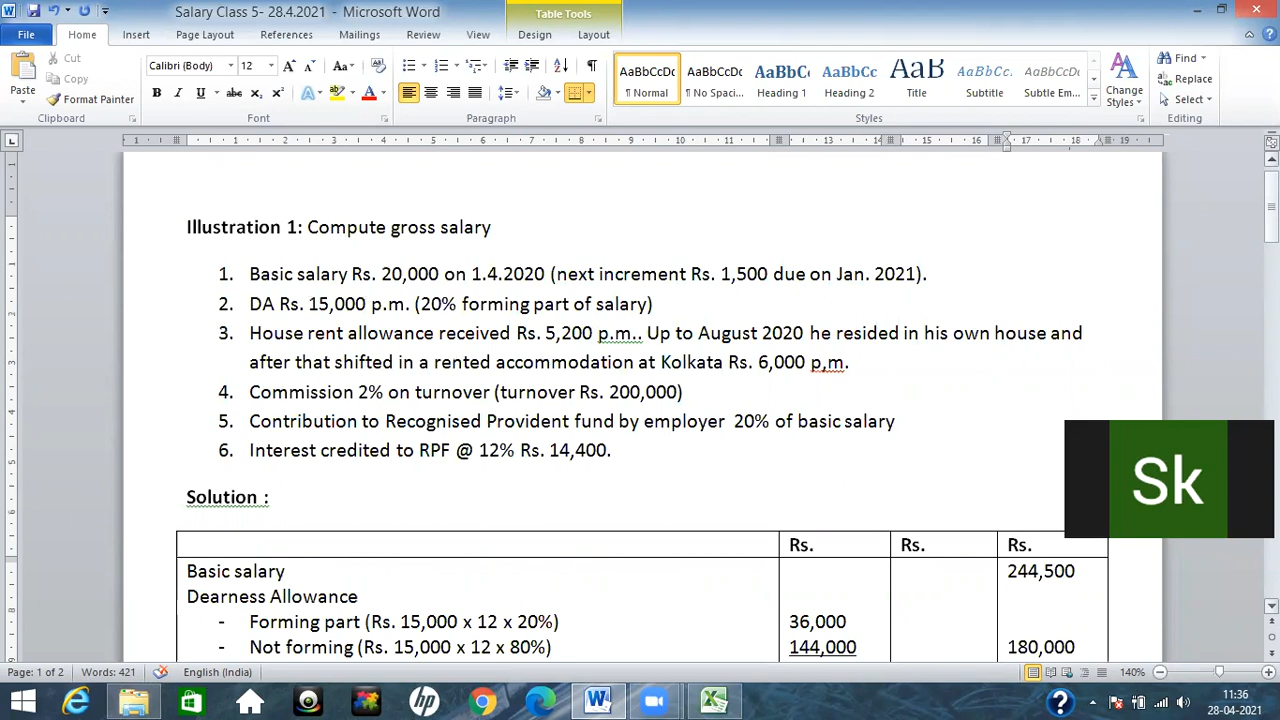 Salary Class 5- 28.4.2021 - Microsoft Word
Table Tools
File Home Insert Page Layout References Mailings Review View Design Layout
Paste
Cut
Copy
Format Painter
Clipboard
Calibri (Body) 12
Font
Paragraph
AaBbCcDc AaBbCcDc AaBbC AaBbCc AaB AaBbCcDc AaBbCcDc
¶ Normal ¶ No Spaci... Heading 1 Heading 2 Title Subtitle Subtle Em...
Styles
Change Styles
Find
Replace
Select
Editing
Illustration 1: Compute gross salary
1. Basic salary Rs. 20,000 on 1.4.2020 (next increment Rs. 1,500 due on Jan. 2021).
2. DA Rs. 15,000 p.m. (20% forming part of salary)
3. House rent allowance received Rs. 5,200 p.m.. Up to August 2020 he resided in his own house and
after that shifted in a rented accommodation at Kolkata Rs. 6,000 p,m.
4. Commission 2% on turnover (turnover Rs. 200,000)
5. Contribution to Recognised Provident fund by employer 20% of basic salary
6. Interest credited to RPF @ 12% Rs. 14,400.
Solution :
Sk
Rs. Rs. Rs.
Basic salary 244,500
Dearness Allowance
- Forming part (Rs. 15,000 x 12 x 20%) 36,000
- Not forming (Rs. 15,000 x 12 x 80%) 144,000 180,000
Page: 1 of 2 Words: 421 English (India) 140%
11:36
28-04-2021